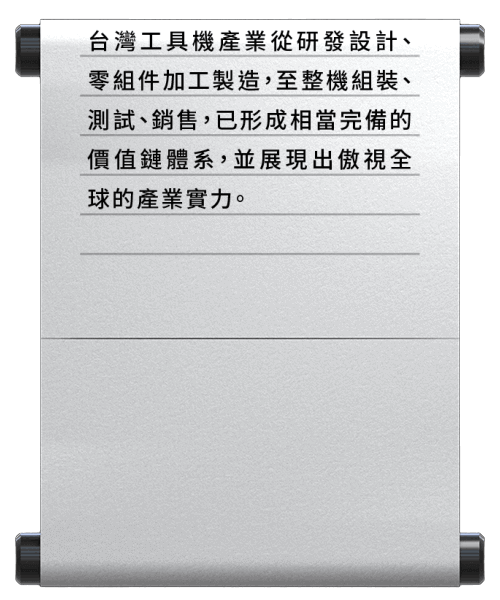 台灣工具機產業從研發設計、
零組件加工製造，至整機組裝、
測試、銷售，已形成相當完備的
價值鏈體系，並展現出傲視全
球的產業實力。